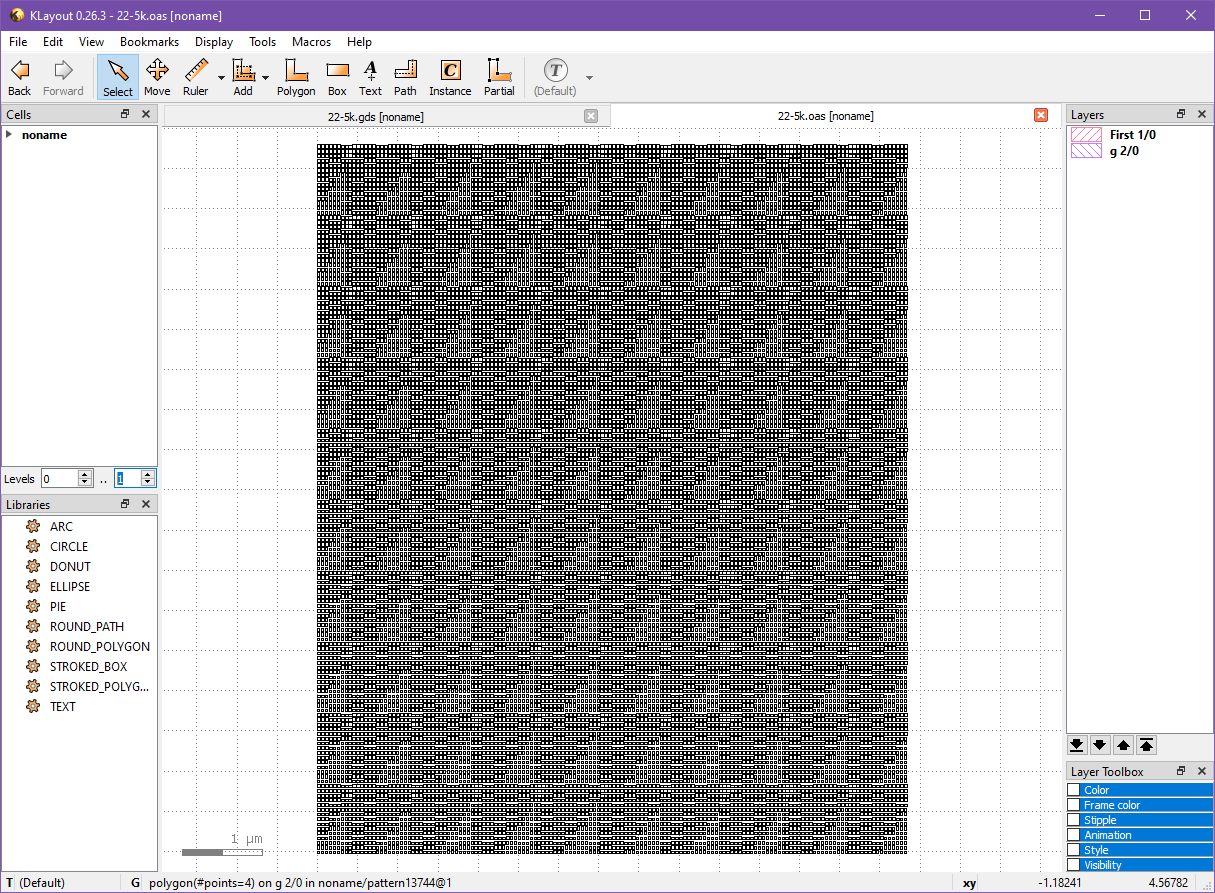 KLayout 0.26.3 - 22-5k.oas [noname]
File Edit View Bookmarks Display Tools Macros Help
Back Forward Select Move Ruler Add Polygon Box Text Path Instance Partial (Default)
Cells
noname
Levels 0 .. 1
Libraries
ARC
CIRCLE
DONUT
ELLIPSE
PIE
ROUND_PATH
ROUND_POLYGON
STROKED_BOX
STROKED_POLYG...
TEXT
22-5k.gds [noname] 22-5k.oas [noname]
1 µm
Layers
First 1/0
g 2/0
Layer Toolbox
Color
Frame color
Stipple
Animation
Style
Visibility
T (Default) G polygon(#points=4) on g 2/0 in noname/pattern13744@1 xy -1.18241 4.56782